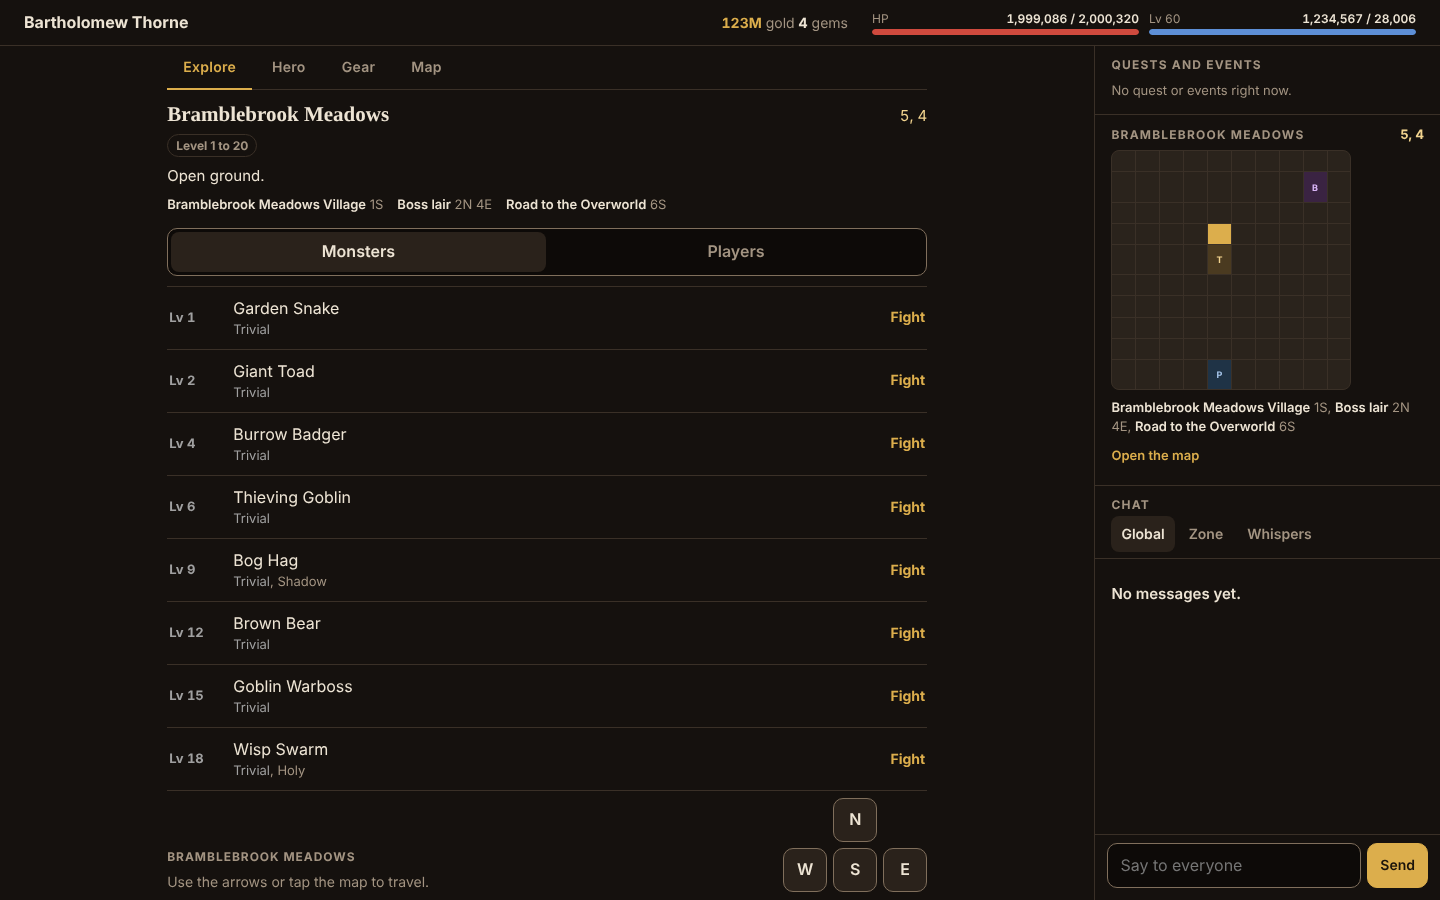 Bartholomew Thorne
123M gold 4 gems
HP 1,999,086 / 2,000,320
Lv 60 1,234,567 / 28,006
Explore Hero Gear Map
Bramblebrook Meadows 5, 4
Level 1 to 20
Open ground.
Bramblebrook Meadows Village 1S Boss lair 2N 4E Road to the Overworld 6S
Monsters Players
Lv 1 Garden Snake Fight
Trivial
Lv 2 Giant Toad Fight
Trivial
Lv 4 Burrow Badger Fight
Trivial
Lv 6 Thieving Goblin Fight
Trivial
Lv 9 Bog Hag Fight
Trivial, Shadow
Lv 12 Brown Bear Fight
Trivial
Lv 15 Goblin Warboss Fight
Trivial
Lv 18 Wisp Swarm Fight
Trivial, Holy
N
W S E
BRAMBLEBROOK MEADOWS
Use the arrows or tap the map to travel.
QUESTS AND EVENTS
No quest or events right now.
BRAMBLEBROOK MEADOWS 5, 4
B
T
P
Bramblebrook Meadows Village 1S, Boss lair 2N
4E, Road to the Overworld 6S
Open the map
CHAT
Global Zone Whispers
No messages yet.
Say to everyone Send